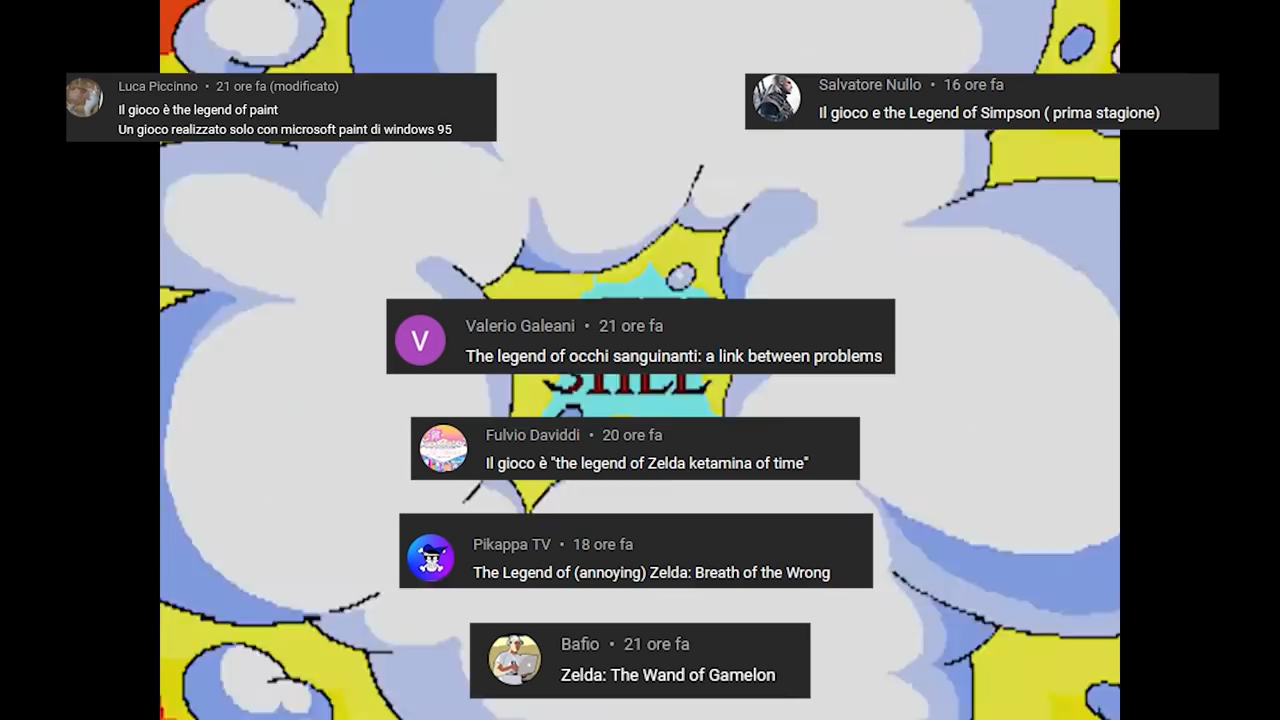 Luca Piccinno • 21 ore fa (modificato)
Il gioco è the legend of paint
Un gioco realizzato solo con microsoft paint di windows 95
Salvatore Nullo • 16 ore fa
Il gioco e the Legend of Simpson ( prima stagione)
V
Valerio Galeani • 21 ore fa
The legend of occhi sanguinanti: a link between problems
Fulvio Daviddi • 20 ore fa
Il gioco è "the legend of Zelda ketamina of time"
Pikappa TV • 18 ore fa
The Legend of (annoying) Zelda: Breath of the Wrong
Bafio • 21 ore fa
Zelda: The Wand of Gamelon